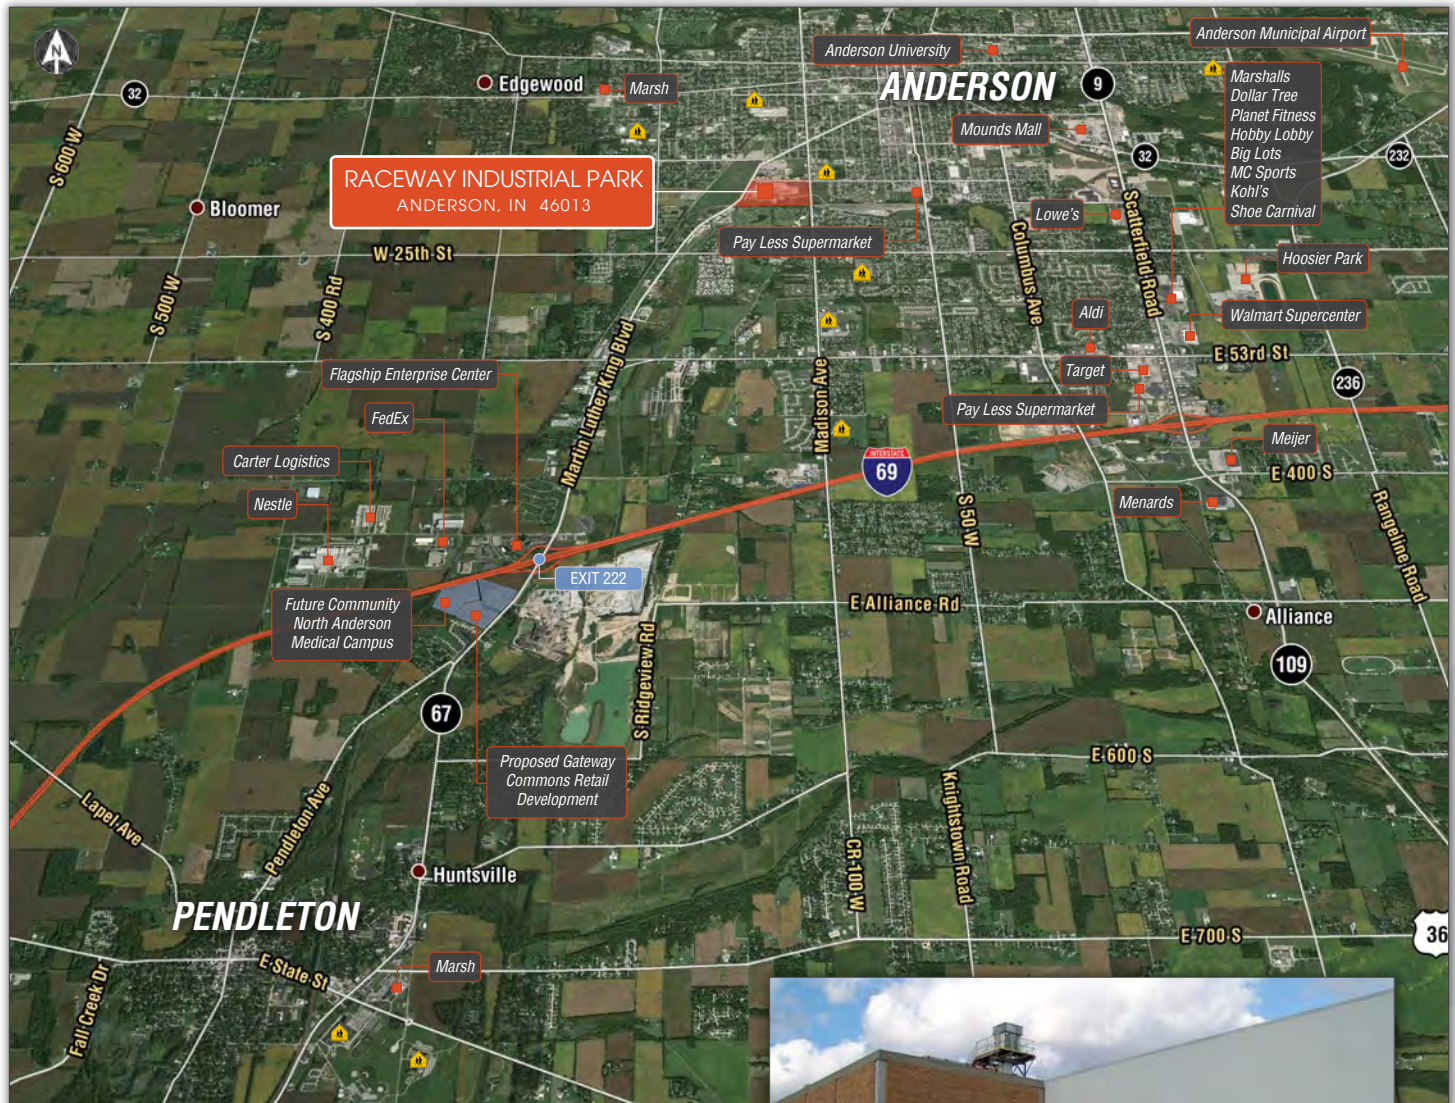 N
Anderson University
Anderson Municipal Airport
Edgewood
Marsh
ANDERSON
9
32
Marshalls
Dollar Tree
Planet Fitness
Hobby Lobby
Big Lots
MC Sports
Kohl's
Shoe Carnival
Mounds Mall
32
232
S 600 W
RACEWAY INDUSTRIAL PARK
ANDERSON, IN 46013
Bloomer
Lowe's
Scatterfield Road
Pay Less Supermarket
W 25th St
Columbus Ave
Hoosier Park
S 500 W
S 400 Rd
Aldi
Walmart Supercenter
Martin Luther King Blvd
E 53rd St
Flagship Enterprise Center
Target
236
Madison Ave
FedEx
Pay Less Supermarket
Meijer
Carter Logistics
INTERSTATE
69
E 400 S
Nestle
S 50 W
Menards
Rangeline Road
EXIT 222
Future Community
North Anderson
Medical Campus
E Alliance Rd
Alliance
S Ridgeview Rd
109
67
Proposed Gateway
Commons Retail
Development
E 600 S
Lapel Ave
Pendleton Ave
Knightstown Road
Huntsville
CR 100 W
PENDLETON
E 700 S
36
E State St
Marsh
Fall Creek Dr